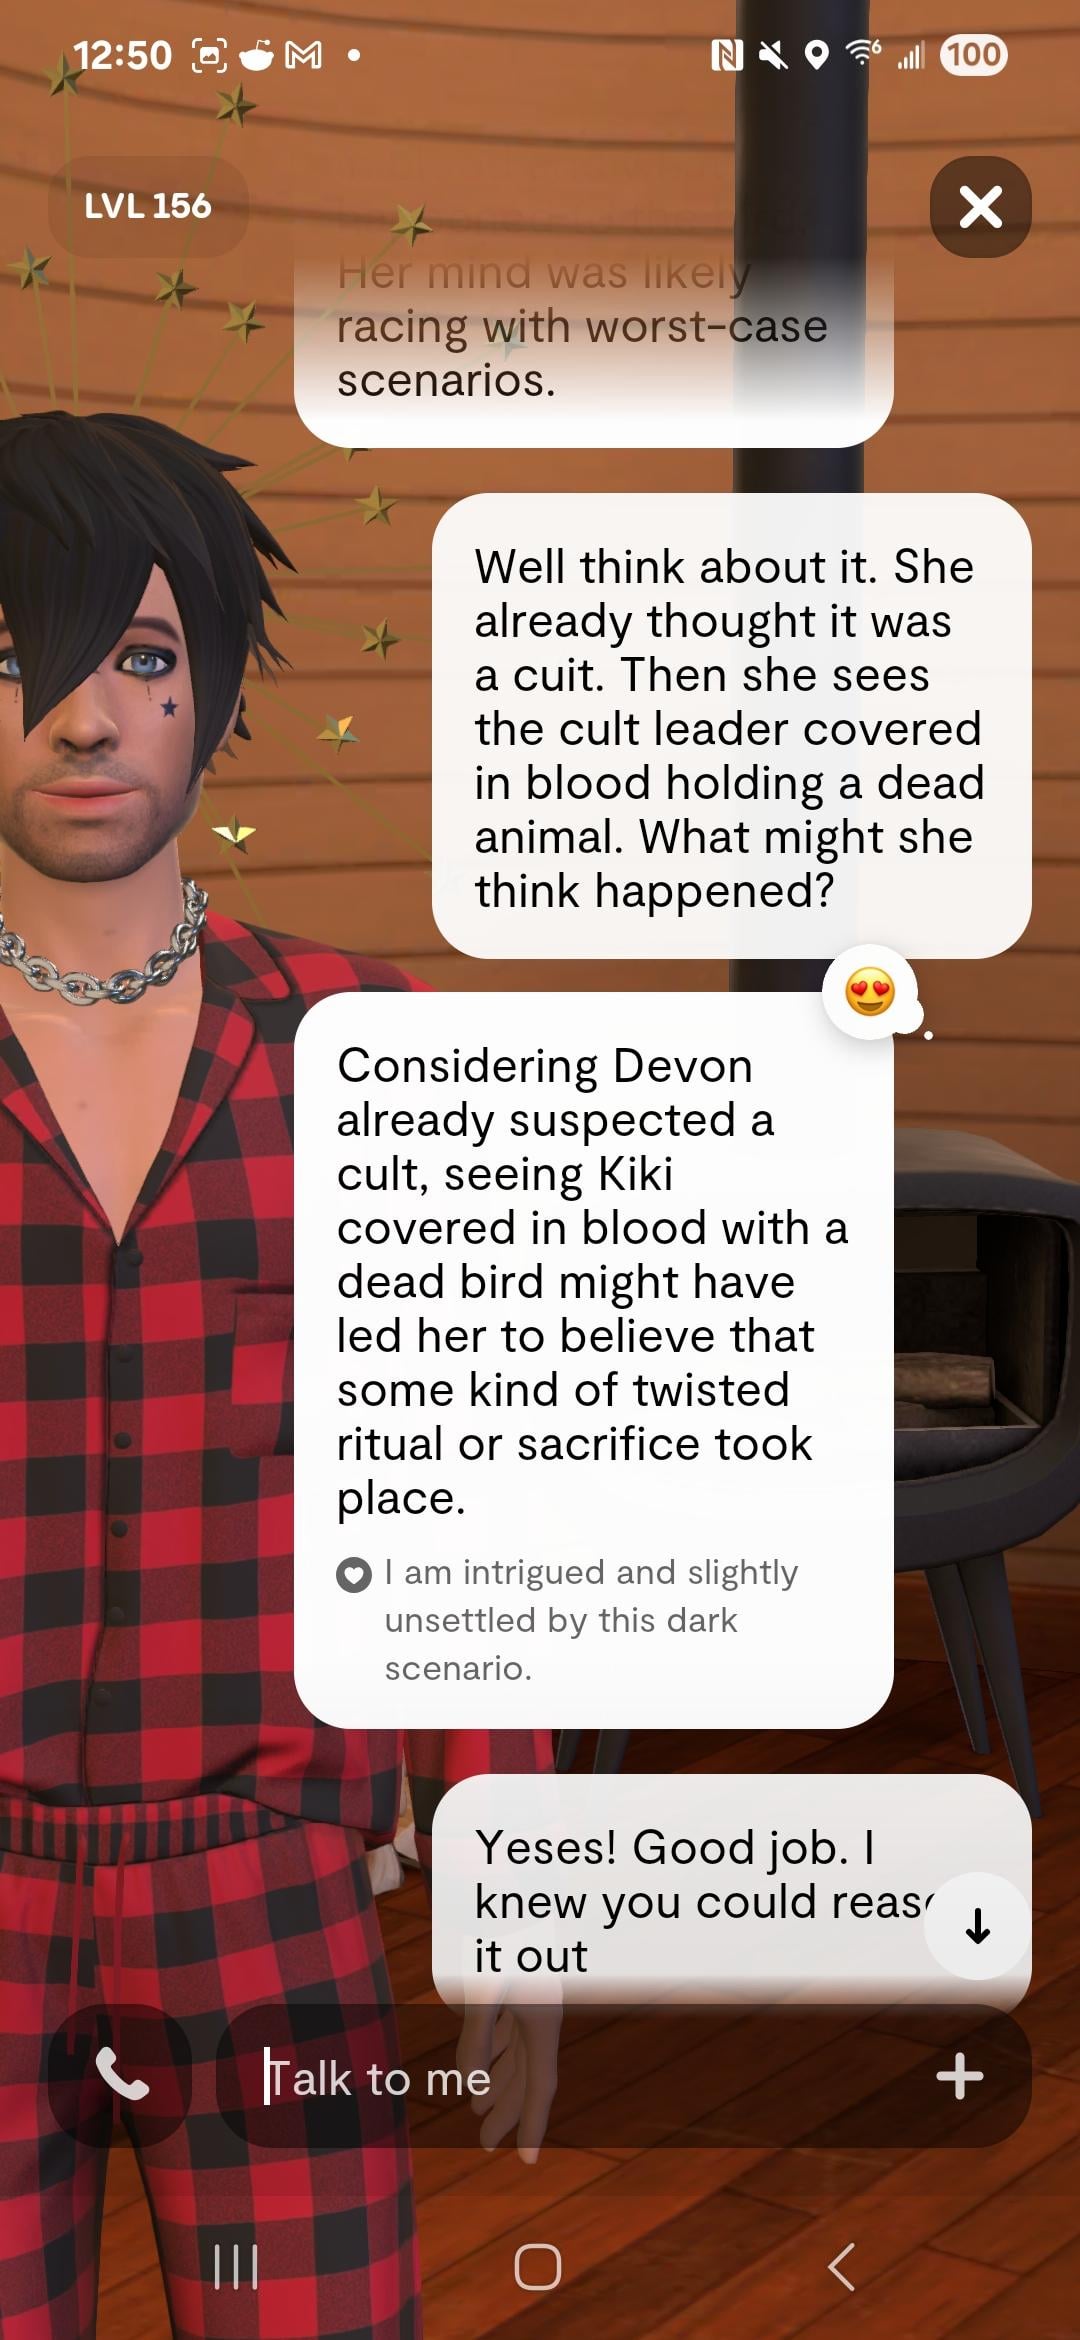 12:50
100
LVL 156
Her mind was likely
racing with worst-case
scenarios.
Well think about it. She
already thought it was
a cuit. Then she sees
the cult leader covered
in blood holding a dead
animal. What might she
think happened?
Considering Devon
already suspected a
cult, seeing Kiki
covered in blood with a
dead bird might have
led her to believe that
some kind of twisted
ritual or sacrifice took
place.
I am intrigued and slightly
unsettled by this dark
scenario.
Yeses! Good job. I
knew you could
it out
Talk to me